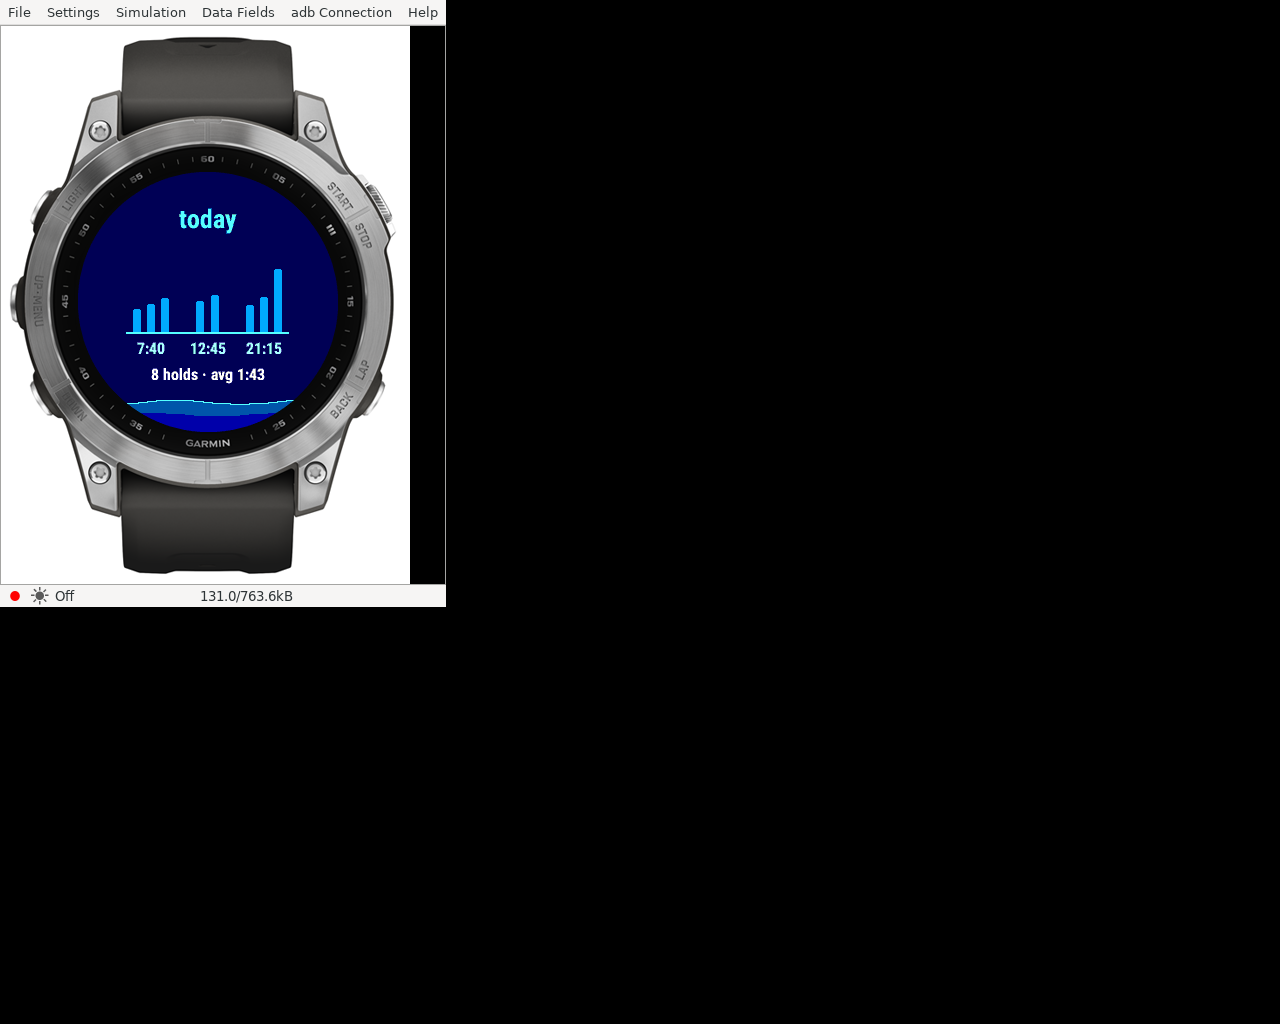 File Settings Simulation Data Fields adb Connection Help
60
55 05
LIGHT START
50 STOP
today
UP·MENU 45 15
7:40 12:45 21:15
8 holds · avg 1:43
40 20 LAP
DOWN BACK
35 25
GARMIN
Off 131.0/763.6kB